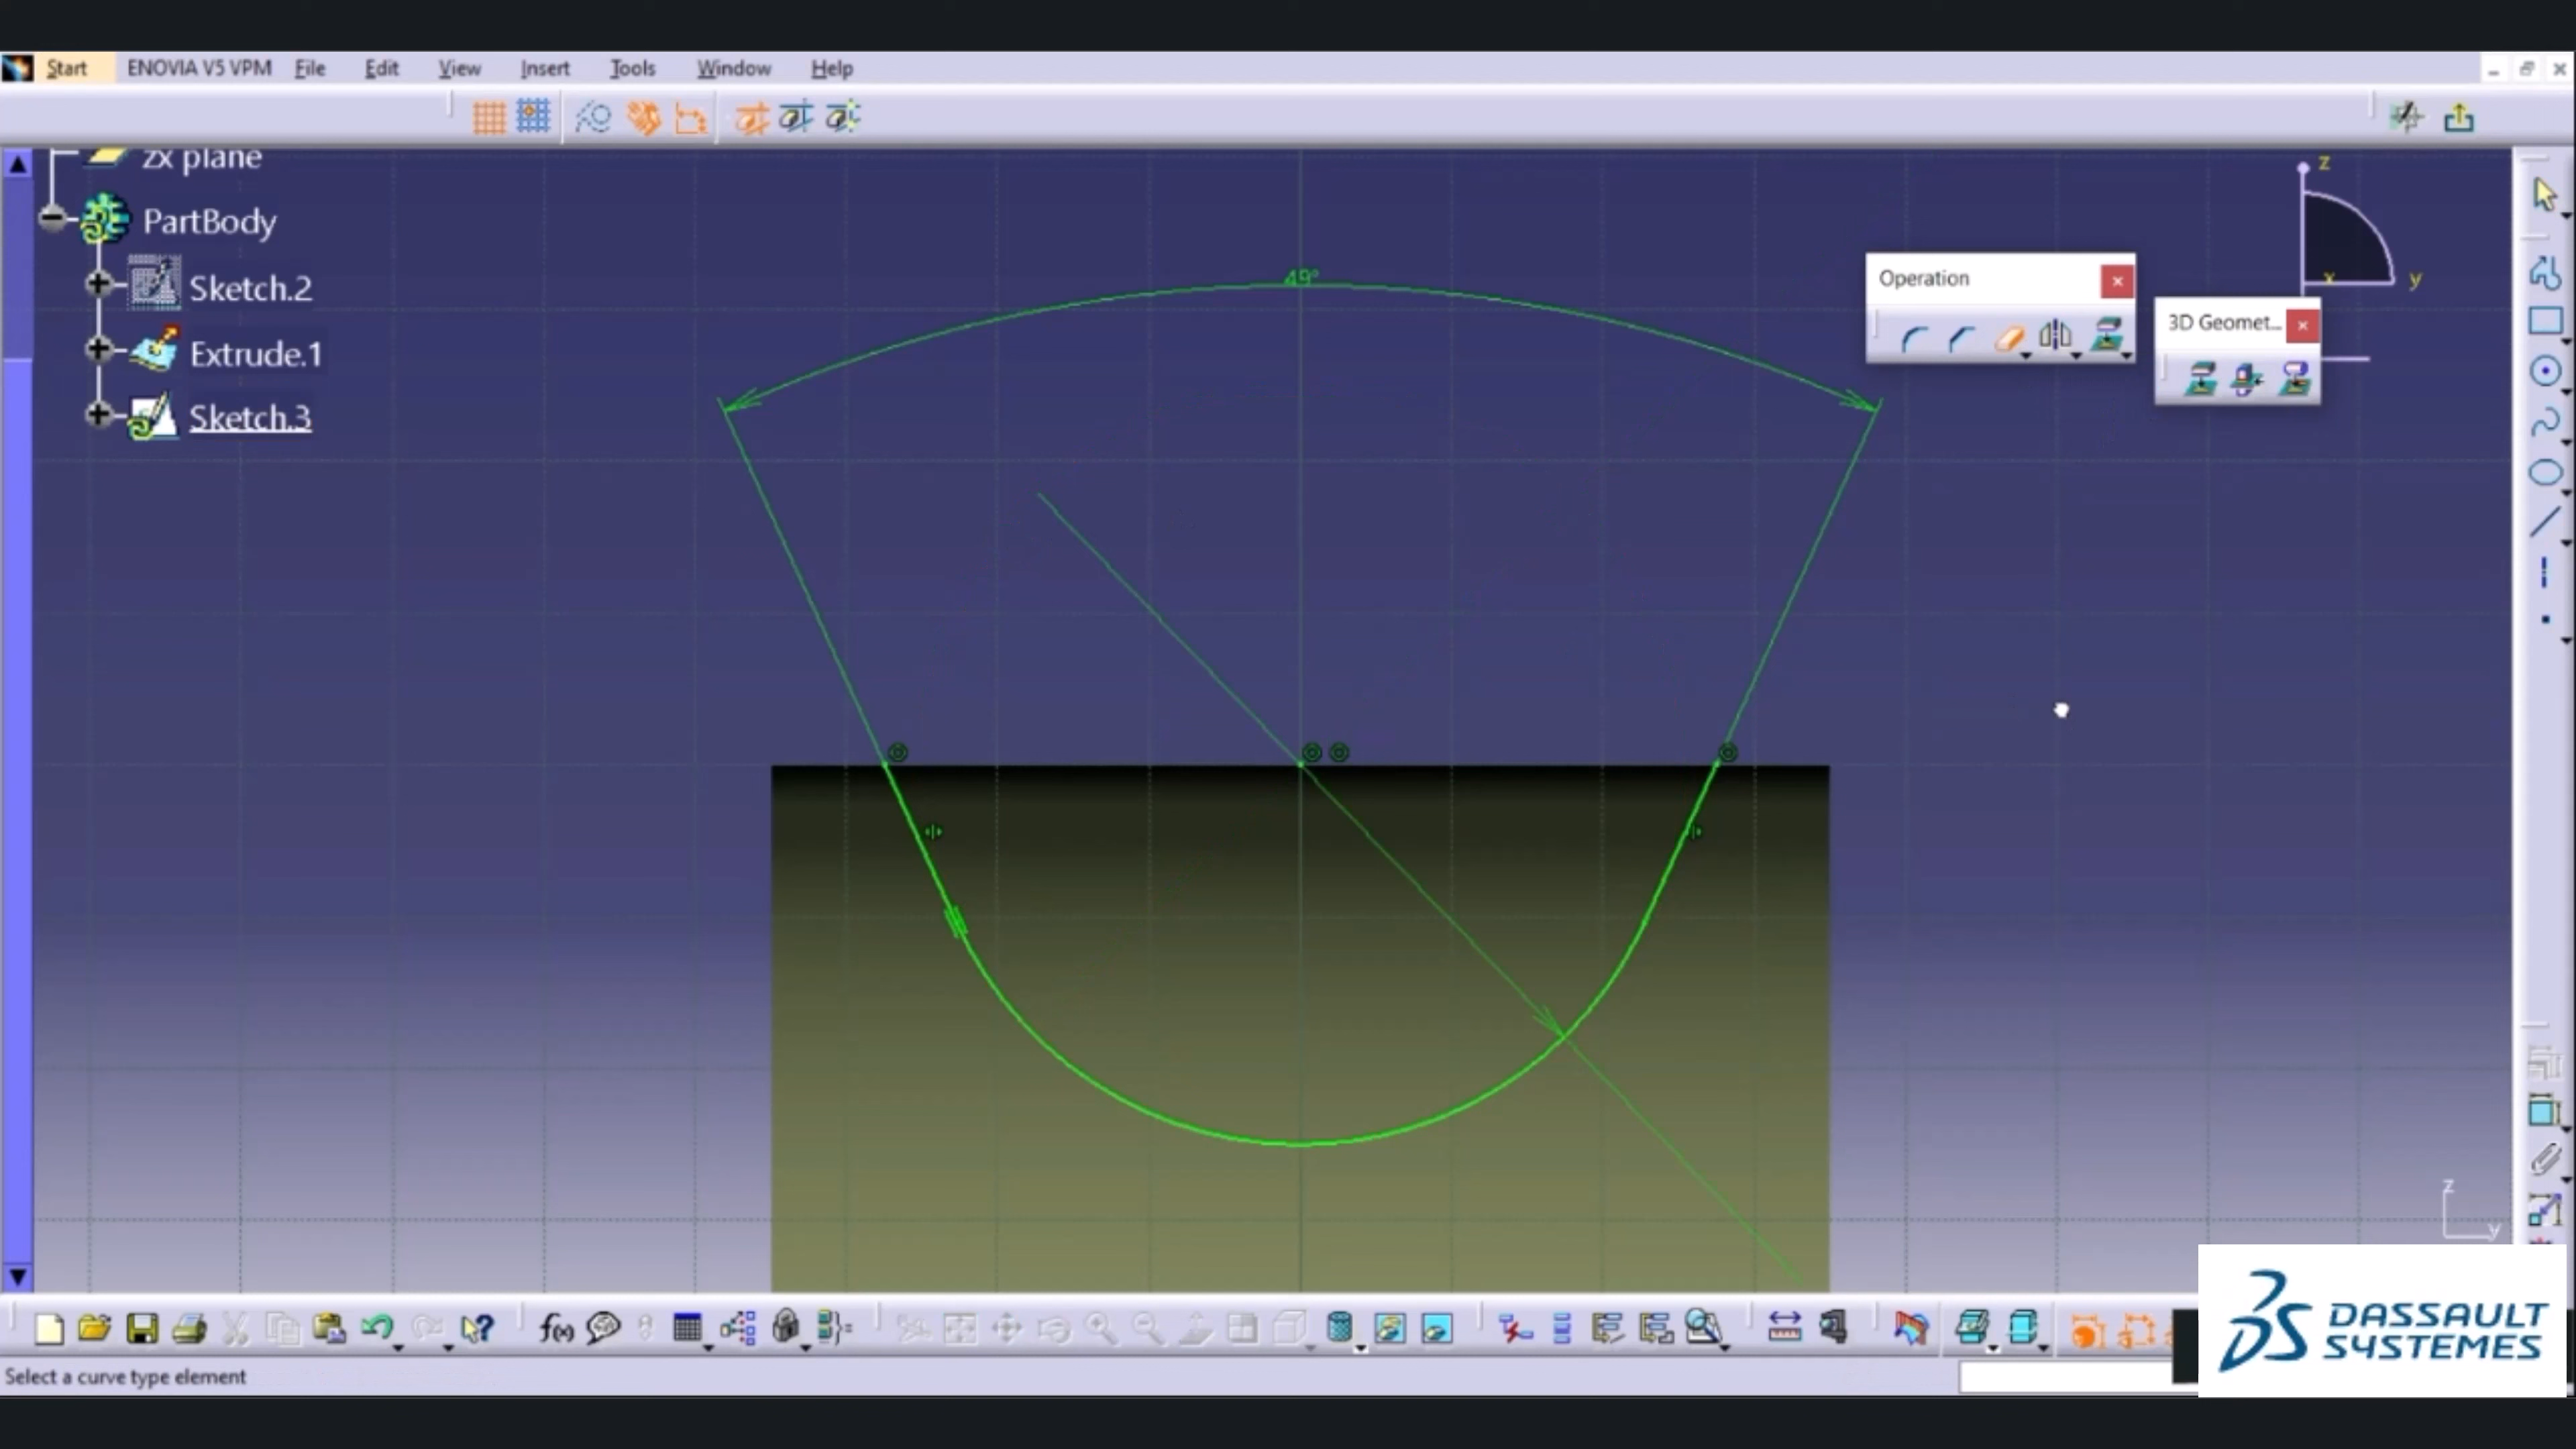 Start ENOVIA V5 VPM File Edit View Insert Tools Window Help
zx plane
PartBody
Sketch.2
Extrude.1
Sketch.3
49°
Operation
3D Geomet...
z
x
y
f(x)
z
y
Select a curve type element
DASSAULT
SYSTEMES